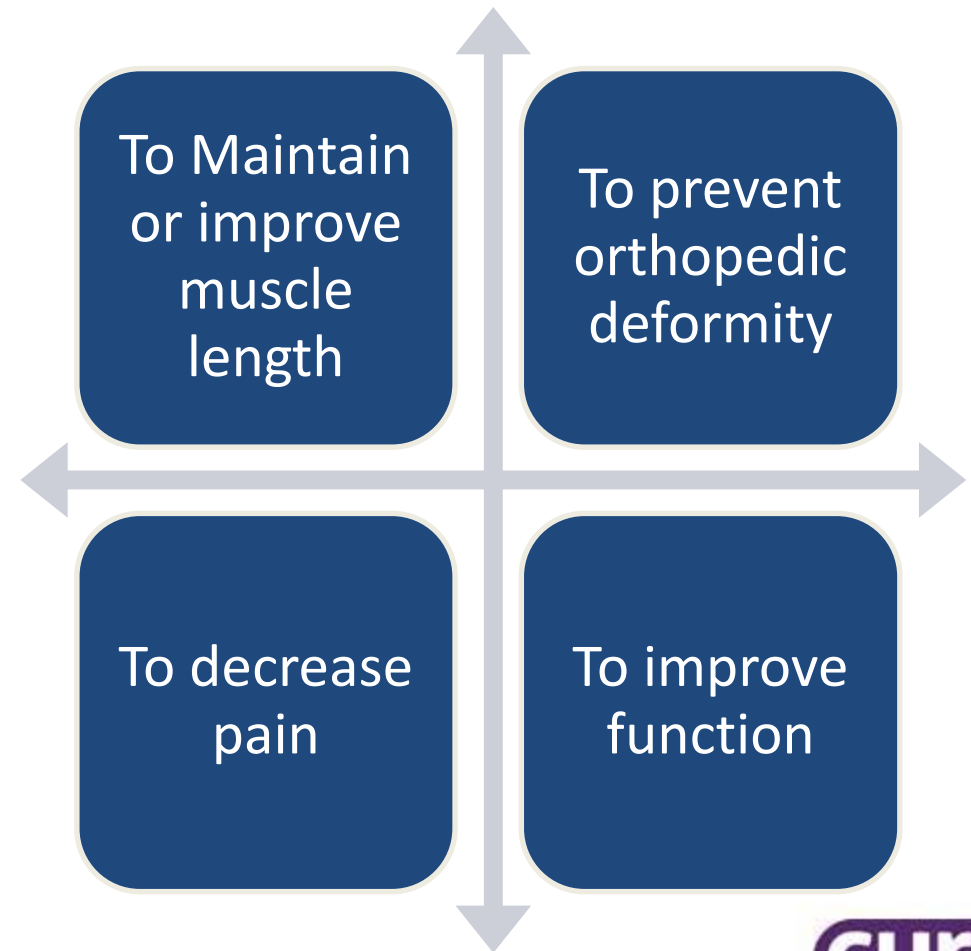 To Maintain
or improve
muscle
length
To prevent
orthopedic
deformity
To decrease
pain
To improve
function